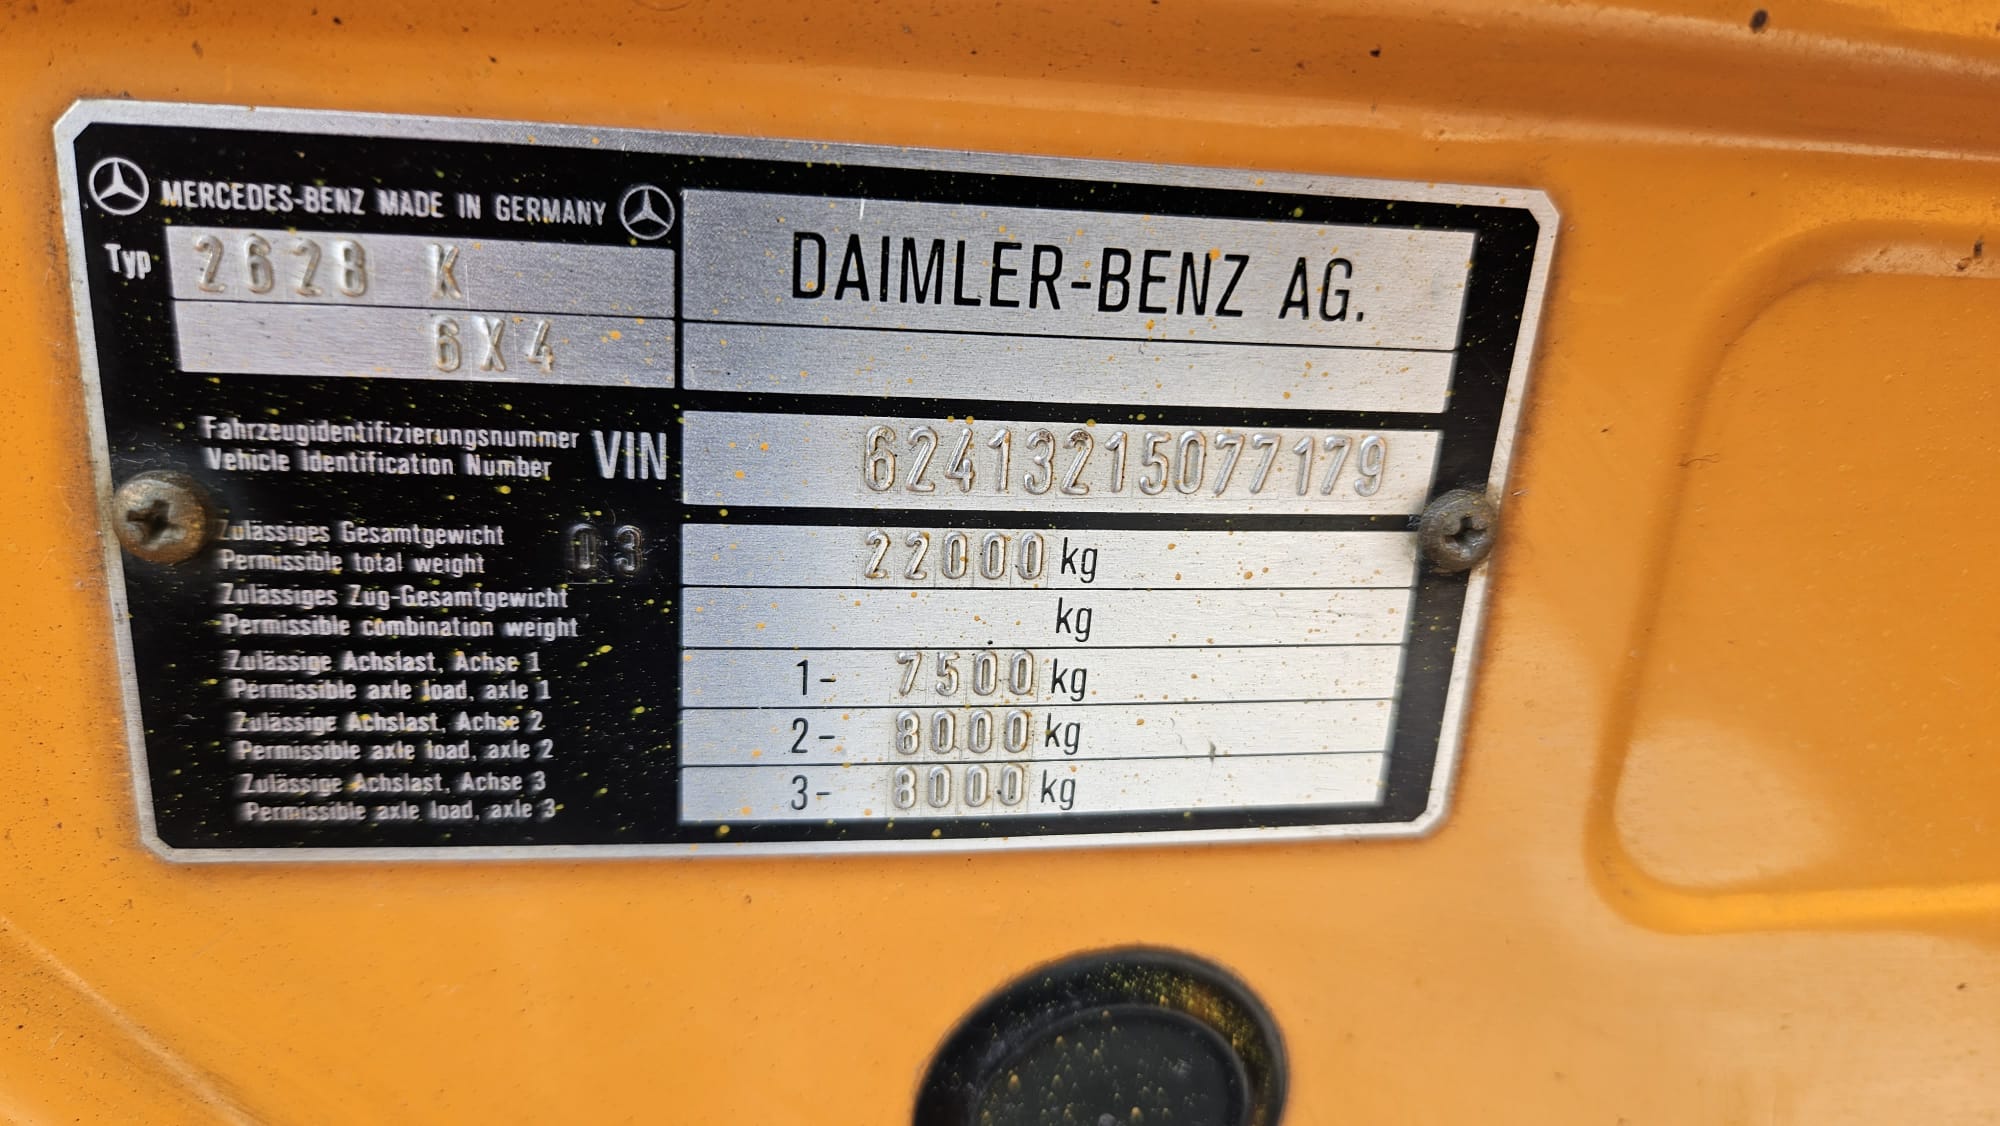 MERCEDES-BENZ MADE IN GERMANY
Typ 2628 K
6X4
DAIMLER-BENZ AG.
Fahrzeugidentifizierungsnummer
Vehicle Identification Number
VIN 62413215077179
Zulässiges Gesamtgewicht
Permissible total weight
03 22000 kg
Zulässiges Zug-Gesamtgewicht
Permissible combination weight
kg
Zulässige Achslast, Achse 1
Permissible axle load, axle 1
1- 7500 kg
Zulässige Achslast, Achse 2
Permissible axle load, axle 2
2- 8000 kg
Zulässige Achslast, Achse 3
Permissible axle load, axle 3
3- 8000 kg